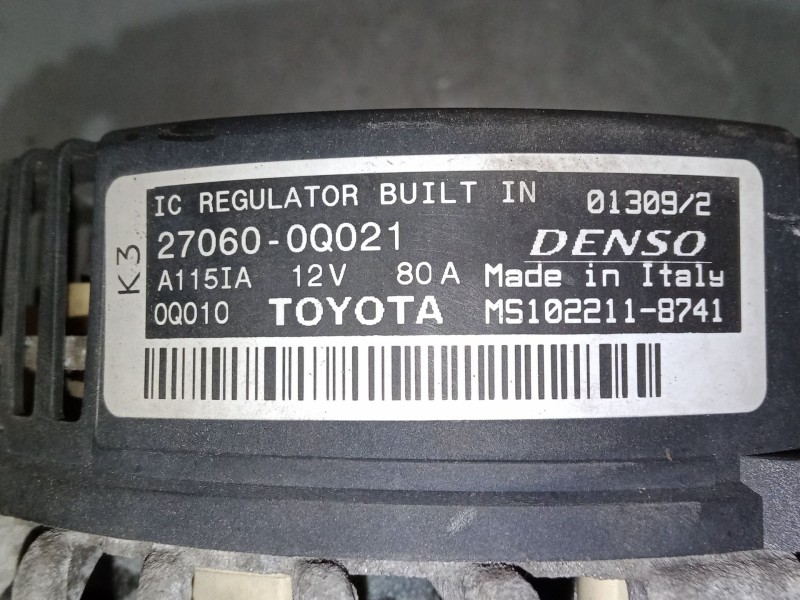 K3
IC REGULATOR BUILT IN 01309/2
27060-0Q021 DENSO
A115IA 12V 80A Made in Italy
0Q010 TOYOTA MS102211-8741